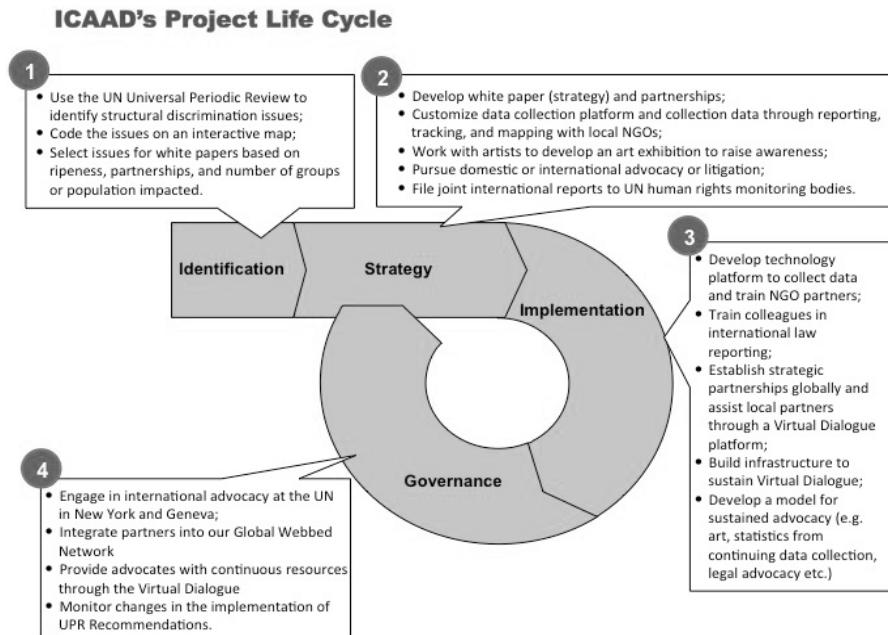 ICAAD's Project Life Cycle
1
• Use the UN Universal Periodic Review to
identify structural discrimination issues;
• Code the issues on an interactive map;
• Select issues for white papers based on
ripeness, partnerships, and number of groups
or population impacted.
2
• Develop white paper (strategy) and partnerships;
• Customize data collection platform and collection data through reporting,
tracking, and mapping with local NGOs;
• Work with artists to develop an art exhibition to raise awareness;
• Pursue domestic or international advocacy or litigation;
• File joint international reports to UN human rights monitoring bodies.
Identification
Strategy
Implementation
Governance
3
• Develop technology
platform to collect data
and train NGO partners;
• Train colleagues in
international law
reporting;
• Establish strategic
partnerships globally and
assist local partners
through a Virtual Dialogue
platform;
• Build infrastructure to
sustain Virtual Dialogue;
• Develop a model for
sustained advocacy (e.g.
art, statistics from
continuing data collection,
legal advocacy etc.)
4
• Engage in international advocacy at the UN
in New York and Geneva;
• Integrate partners into our Global Webbed
Network
• Provide advocates with continuous resources
through the Virtual Dialogue
• Monitor changes in the implementation of
UPR Recommendations.